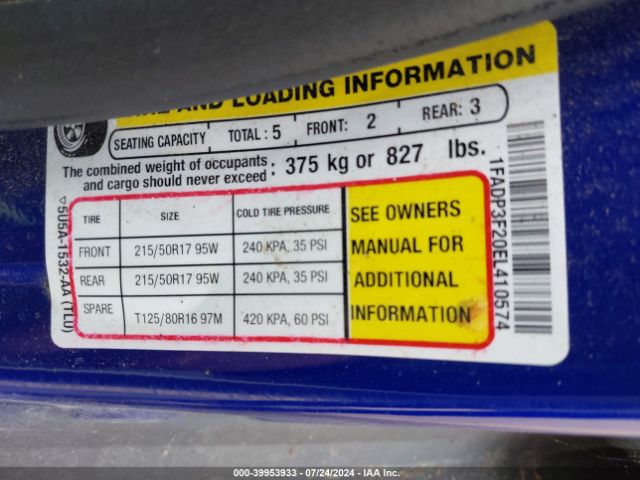 AND LOADING INFORMATION
SEATING CAPACITY TOTAL : 5 FRONT: 2 REAR: 3
The combined weight of occupants and cargo should never exceed : 375 kg or 827 lbs.
TIRE SIZE COLD TIRE PRESSURE
FRONT 215/50R17 95W 240 KPA, 35 PSI
REAR 215/50R17 95W 240 KPA, 35 PSI
SPARE T125/80R16 97M 420 KPA, 60 PSI
SEE OWNERS
MANUAL FOR
ADDITIONAL
INFORMATION
5U5A-1532-AA (TLU)
1FADP3F20EL410574
000-39953933 - 07/24/2024 - IAA Inc.